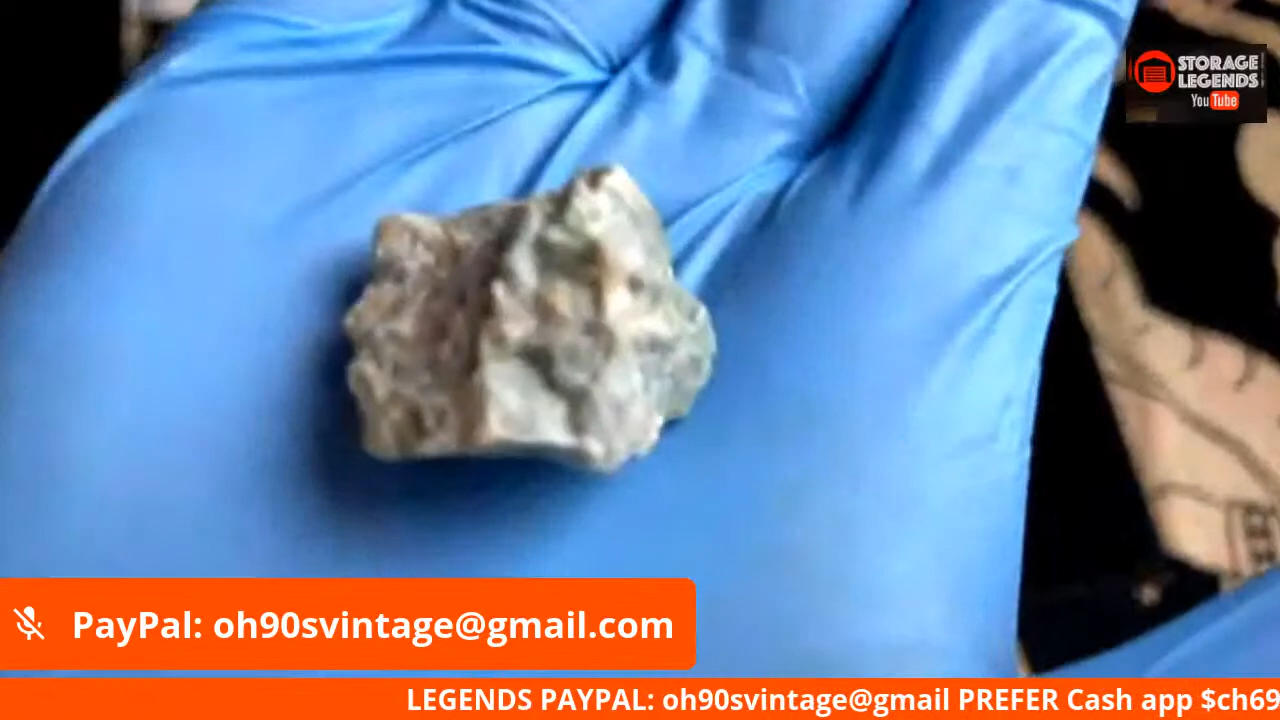 STORAGE
LEGENDS
YouTube
PayPal: oh90svintage@gmail.com
LEGENDS PAYPAL: oh90svintage@gmail PREFER Cash app $ch69